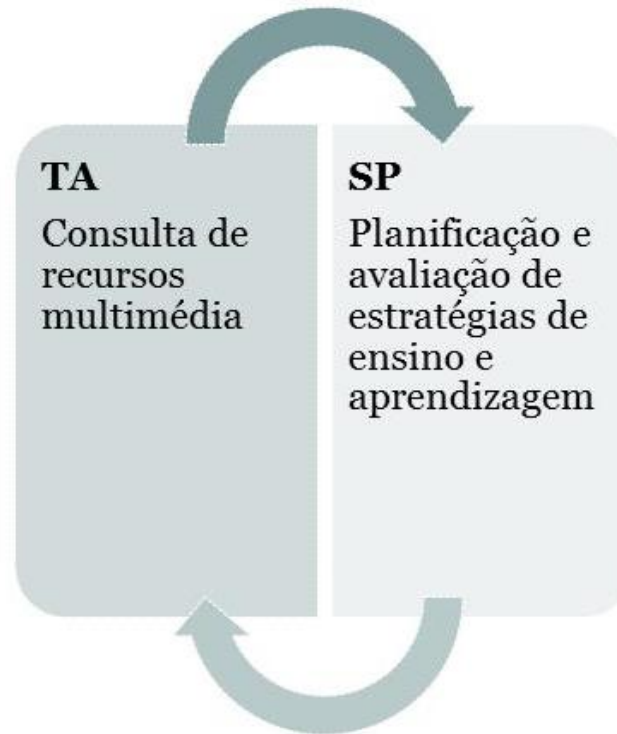 TA
Consulta de
recursos
multimédia
SP
Planificação e
avaliação de
estratégias de
ensino e
aprendizagem